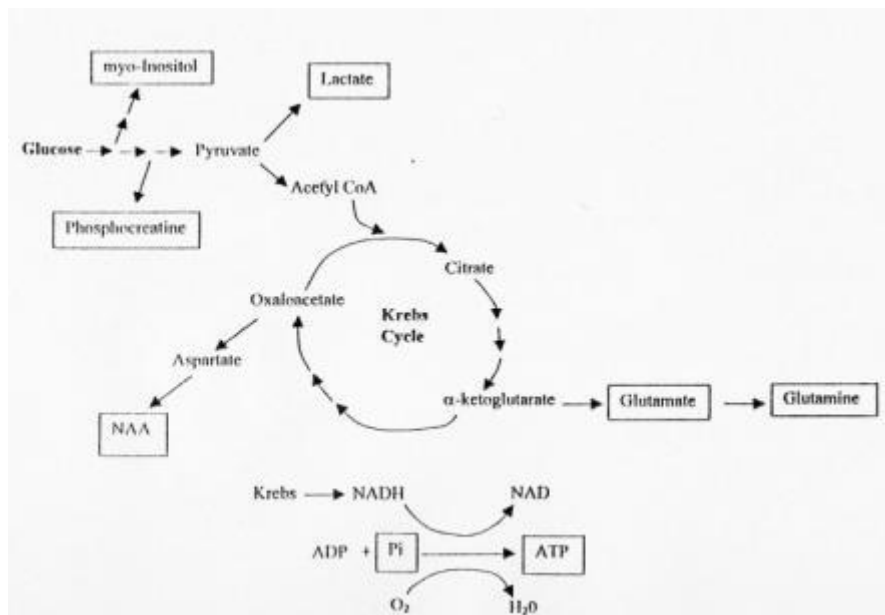 myo-Inositol
Lactate
Glucose
Pyruvate
Acetyl CoA
Phosphocreatine
Citrate
Oxaloacetate
Krebs
Cycle
Aspartate
α-ketoglutarate
Glutamate
Glutamine
NAA
Krebs
NADH
NAD
ADP + Pi
ATP
O₂
H₂0